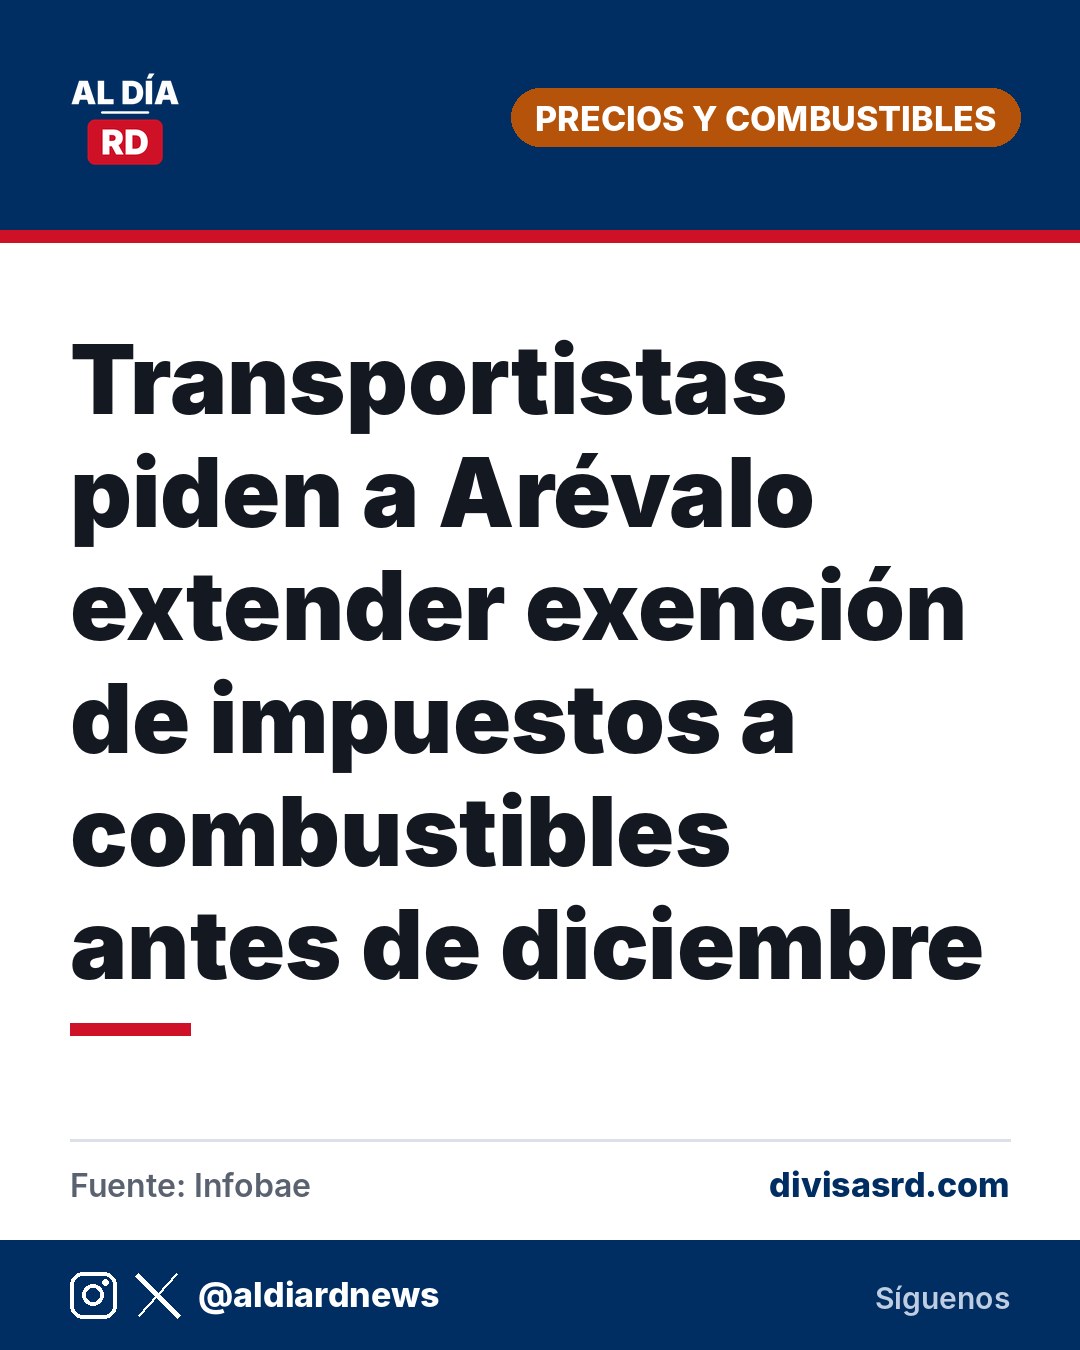 AL DÍA
RD
PRECIOS Y COMBUSTIBLES
Transportistas
piden a Arévalo
extender exención
de impuestos a
combustibles
antes de diciembre
Fuente: Infobae
divisasrd.com
@aldiardnews
Síguenos